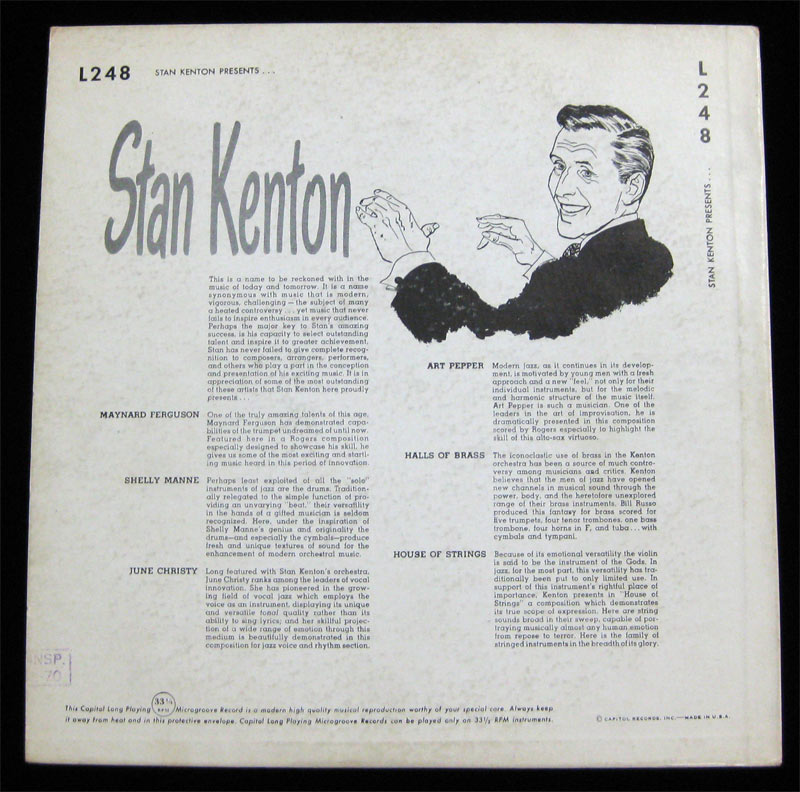 L248 STAN KENTON PRESENTS . . .
L
2
4
8
STAN KENTON PRESENTS . . .
Stan Kenton
This is a name to be reckoned with in the
music of today and tomorrow. It is a name
synonymous with music that is modern,
vigorous, challenging — the subject of many
a heated controversy . . . yet music that never
fails to inspire enthusiasm in every audience.
Perhaps the major key to Stan's amazing
success, is his capacity to select outstanding
talent and inspire it to greater achievement.
Stan has never failed to give complete recog-
nition to composers, arrangers, performers,
and others who play a part in the conception
and presentation of his exciting music. It is in
appreciation of some of the most outstanding
of these artists that Stan Kenton here proudly
presents . . .
MAYNARD FERGUSON One of the truly amazing talents of this age,
Maynard Ferguson has demonstrated capa-
bilities of the trumpet undreamed of until now.
Featured here in a Rogers composition
especially designed to showcase his skill, he
gives us some of the most exciting and startl-
ing music heard in this period of innovation.
SHELLY MANNE Perhaps least exploited of all the "solo"
instruments of jazz are the drums. Tradition-
ally relegated to the simple function of pro-
viding an unvarying "beat," their versatility
in the hands of a gifted musician is seldom
recognized. Here, under the inspiration of
Shelly Manne's genius and originality the
drums—and especially the cymbals—produce
fresh and unique textures of sound for the
enhancement of modern orchestral music.
JUNE CHRISTY Long featured with Stan Kenton's orchestra,
June Christy ranks among the leaders of vocal
innovation. She has pioneered in the grow-
ing field of vocal jazz which employs the
voice as an instrument, displaying its unique
and versatile tonal quality rather than its
ability to sing lyrics; and her skillful projec-
tion of a wide range of emotion through this
medium is beautifully demonstrated in this
composition for jazz voice and rhythm section.
ART PEPPER Modern jazz, as it continues in its develop-
ment, is motivated by young men with a fresh
approach and a new "feel," not only for their
individual instruments, but for the melodic
and harmonic structure of the music itself.
Art Pepper is such a musician. One of the
leaders in the art of improvisation, he is
dramatically presented in this composition
scored by Rogers especially to highlight the
skill of this alto-sax virtuoso.
HALLS OF BRASS The iconoclastic use of brass in the Kenton
orchestra has been a source of much contro-
versy among musicians and critics. Kenton
believes that the men of jazz have opened
new channels in musical sound through the
power, body, and the heretofore unexplored
range of their brass instruments. Bill Russo
produced this fantasy for brass scored for
five trumpets, four tenor trombones, one bass
trombone, four horns in F, and tuba . . . with
cymbals and tympani.
HOUSE OF STRINGS Because of its emotional versatility the violin
is said to be the instrument of the Gods. In
jazz, for the most part, this versatility has tra-
ditionally been put to only limited use. In
support of this instrument's rightful place of
importance, Kenton presents in "House of
Strings" a composition which demonstrates
its true scope of expression. Here are string
sounds broad in their sweep, capable of por-
traying musically almost any human emotion
from repose to terror. Here is the family of
stringed instruments in the breadth of its glory.
NSP.
-70
This Capitol Long Playing 33⅓ RPM Microgroove Record is a modern high quality musical reproduction worthy of your special care. Always keep
it away from heat and in this protective envelope. Capitol Long Playing Microgroove Records can be played only on 33⅓ RPM instruments.
© CAPITOL RECORDS, INC.—MADE IN U.S.A.